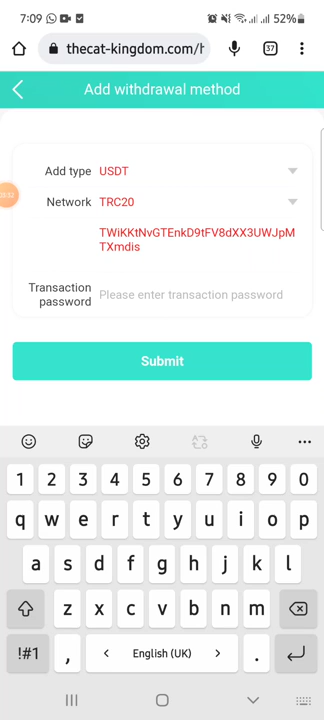 7:09 52%
thecat-kingdom.com/h 37
Add withdrawal method
Add type USDT
Network TRC20
TWiKKtNvGTEnkD9tFV8dXX3UWJpM
TXmdis
Transaction
password Please enter transaction password
Submit
1 2 3 4 5 6 7 8 9 0
q w e r t y u i o p
a s d f g h j k l
z x c v b n m
!#1 , < English (UK) > .